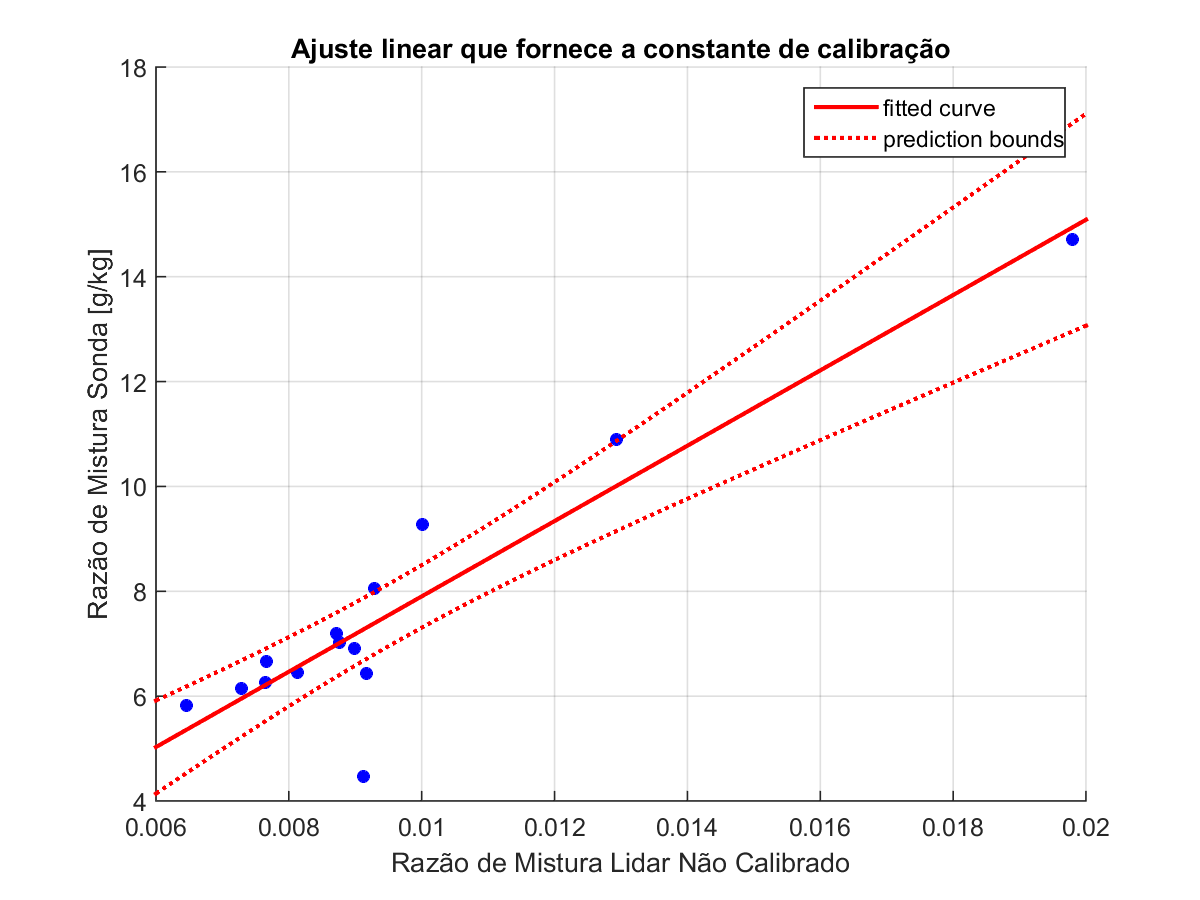 Ajuste linear que fornece a constante de calibração
fitted curve
prediction bounds
Razão de Mistura Sonda [g/kg]
18
16
14
12
10
8
6
4
0.006 0.008 0.01 0.012 0.014 0.016 0.018 0.02
Razão de Mistura Lidar Não Calibrado